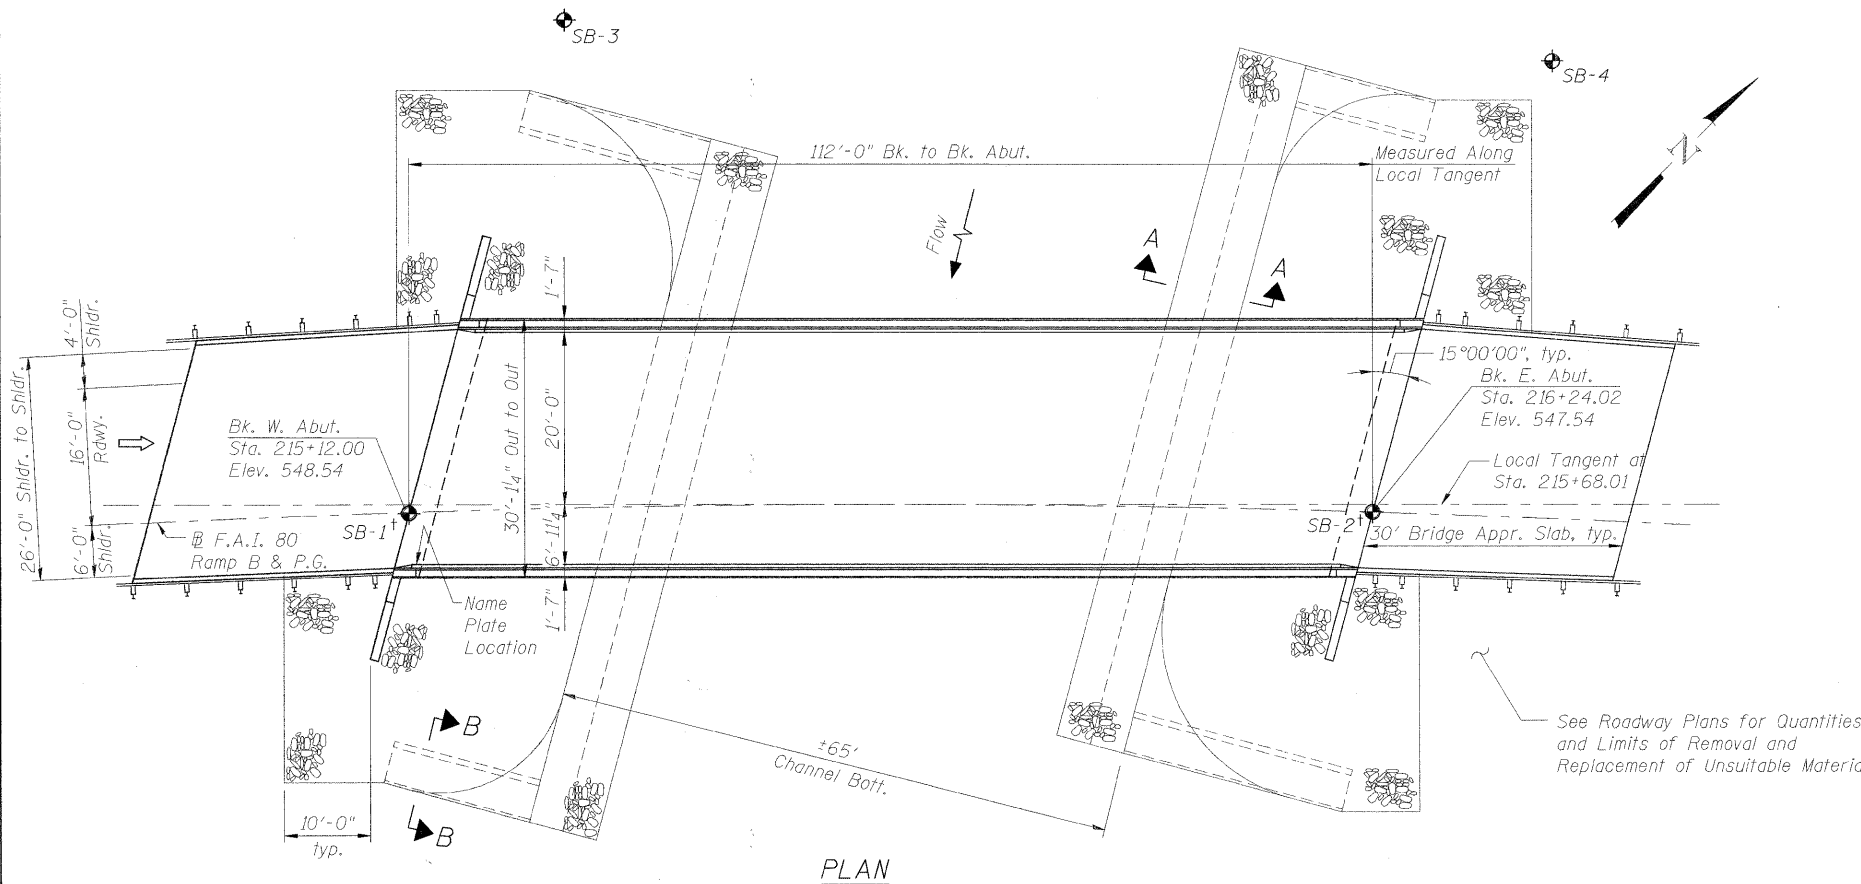 SB-3
SB-4
N
112'-0" Bk. to Bk. Abut.
Measured Along
Local Tangent
Flow
A
A
1'-7"
4'-0"
Shldr.
15°00'00", typ.
Bk. E. Abut.
Sta. 216+24.02
Elev. 547.54
26'-0" Shldr. to Shldr.
16'-0"
Rdwy.
Bk. W. Abut.
Sta. 215+12.00
Elev. 548.54
30'-1¼" Out to Out
20'-0"
Local Tangent at
Sta. 215+68.01
SB-1†
SB-2†
6'-0"
Shldr.
6'-11¼"
℄ F.A.I. 80
Ramp B & P.G.
30' Bridge Appr. Slab, typ.
1'-7"
Name
Plate
Location
B
B
±65'
Channel Bott.
See Roadway Plans for Quantities
and Limits of Removal and
Replacement of Unsuitable Materia
10'-0"
typ.
PLAN